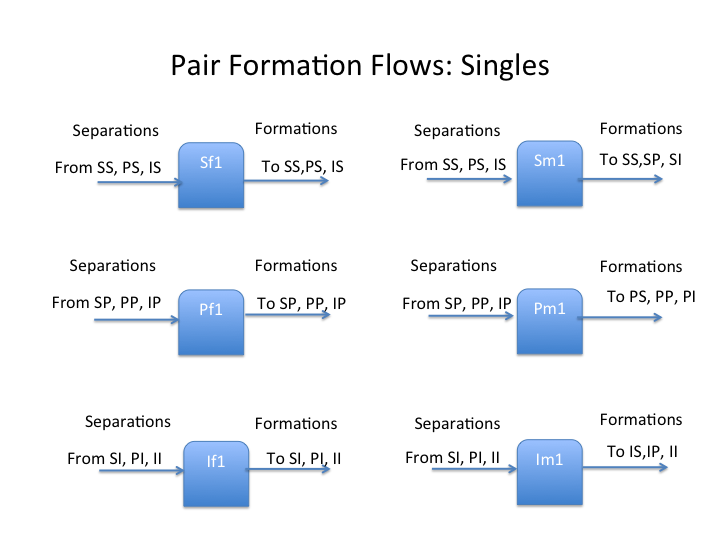 Pair Formation Flows: Singles
Separations
Formations
Separations
Formations
From SS, PS, IS
Sf1
To SS,PS, IS
From SS, PS, IS
Sm1
To SS,SP, SI
Separations
Formations
Separations
Formations
From SP, PP, IP
Pf1
To SP, PP, IP
From SP, PP, IP
Pm1
To PS, PP, PI
Separations
Formations
Separations
Formations
From SI, PI, II
If1
To SI, PI, II
From SI, PI, II
Im1
To IS,IP, II